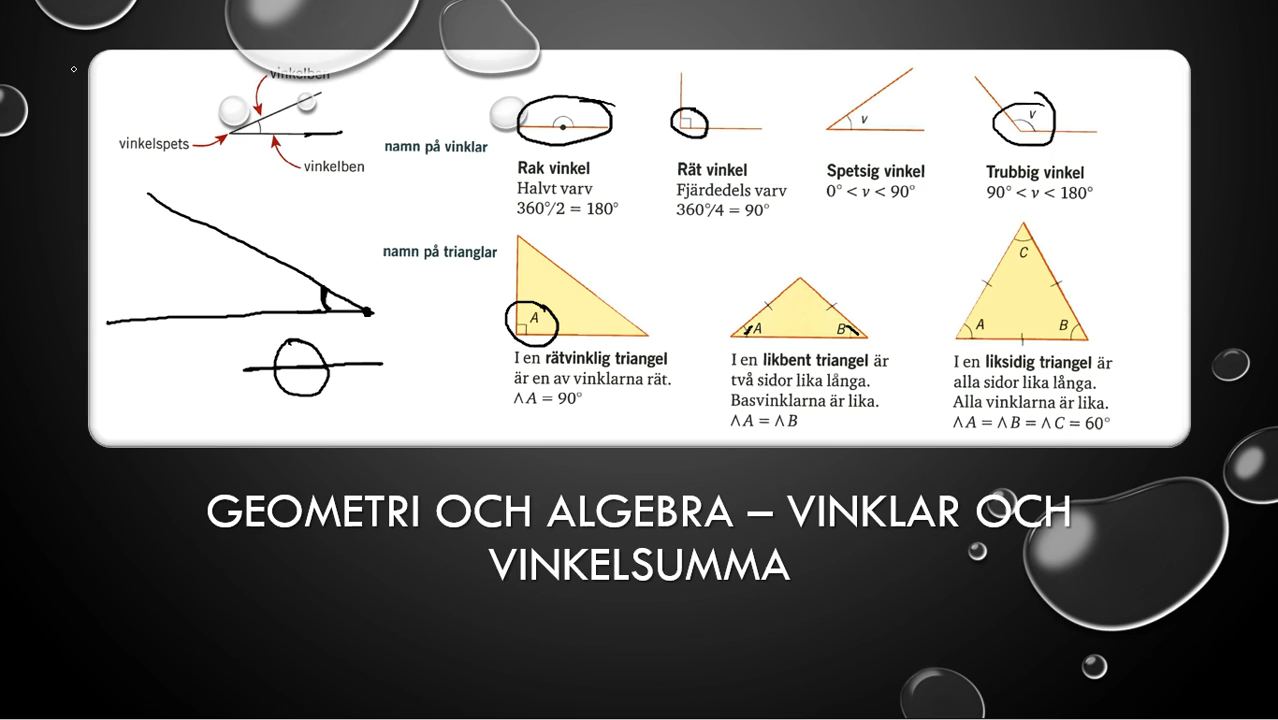 vinkelben
vinkelspets
vinkelben
namn på vinklar
Rak vinkel
Halvt varv
360°/2 = 180°
Rät vinkel
Fjärdedels varv
360°/4 = 90°
v
Spetsig vinkel
0° < v < 90°
v
Trubbig vinkel
90° < v < 180°
namn på trianglar
A
I en rätvinklig triangel
är en av vinklarna rät.
∧A = 90°
A B
I en likbent triangel är
två sidor lika långa.
Basvinklarna är lika.
∧A = ∧B
C
A B
I en liksidig triangel är
alla sidor lika långa.
Alla vinklarna är lika.
∧A = ∧B = ∧C = 60°
GEOMETRI OCH ALGEBRA – VINKLAR OCH
VINKELSUMMA